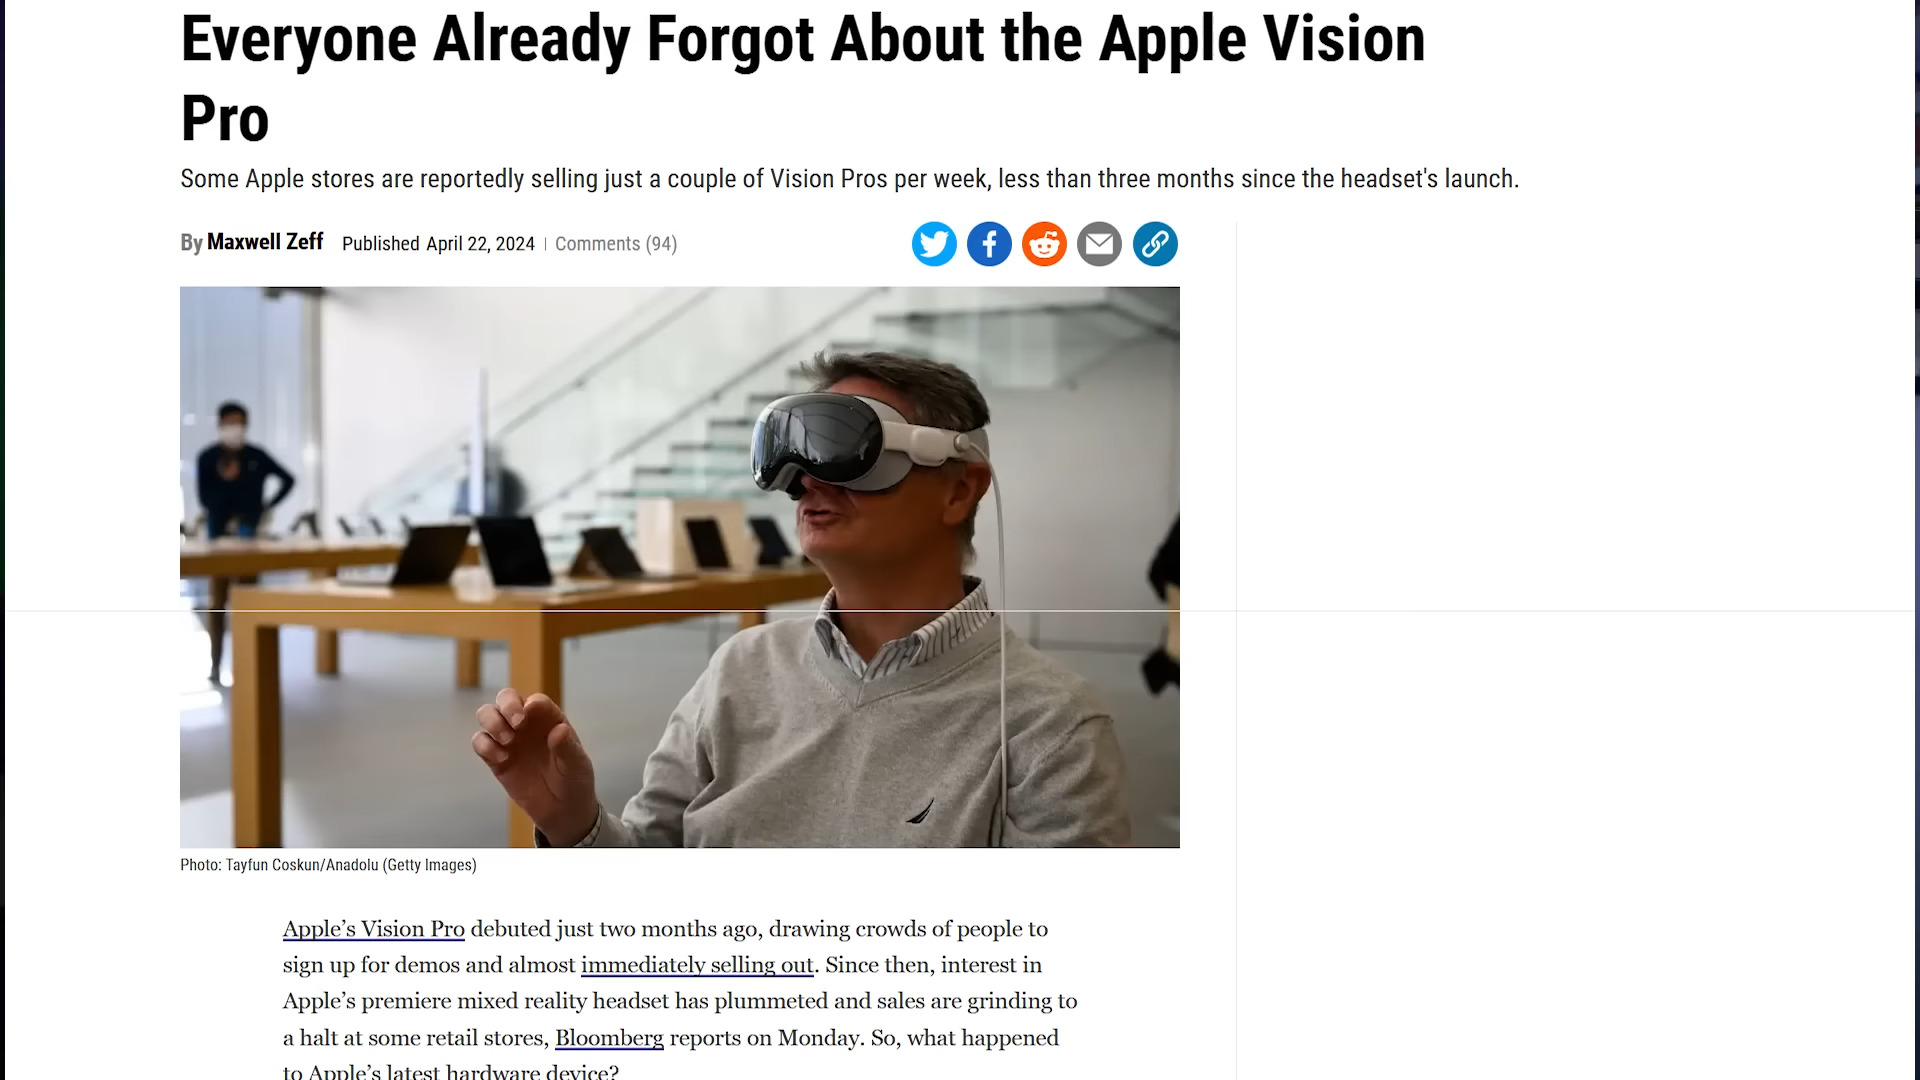 Everyone Already Forgot About the Apple Vision
Pro
Some Apple stores are reportedly selling just a couple of Vision Pros per week, less than three months since the headset's launch.
By Maxwell Zeff Published April 22, 2024 | Comments (94)
Photo: Tayfun Coskun/Anadolu (Getty Images)
Apple’s Vision Pro debuted just two months ago, drawing crowds of people to
sign up for demos and almost immediately selling out. Since then, interest in
Apple’s premiere mixed reality headset has plummeted and sales are grinding to
a halt at some retail stores, Bloomberg reports on Monday. So, what happened
to Apple’s latest hardware device?